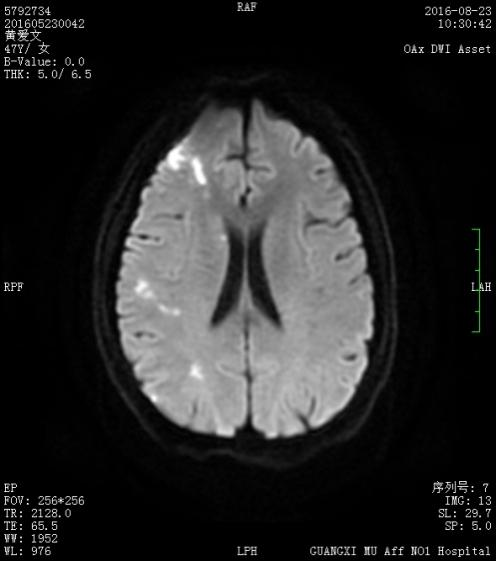 5792734
201605230042
黄爱文
47Y/ 女
E-Value: 0.0
THK: 5.0/ 6.5
RAF
2016-08-23
10:30:42
OAx DWI Asset
RPF
LAH
EP
FOV: 256*256
TR: 2128.0
TE: 65.5
WW: 1952
WL: 976
LPH
序列号: 7
IMG: 13
SL: 29.7
SP: 5.0
GUANGXI MU Aff NO1 Hospital